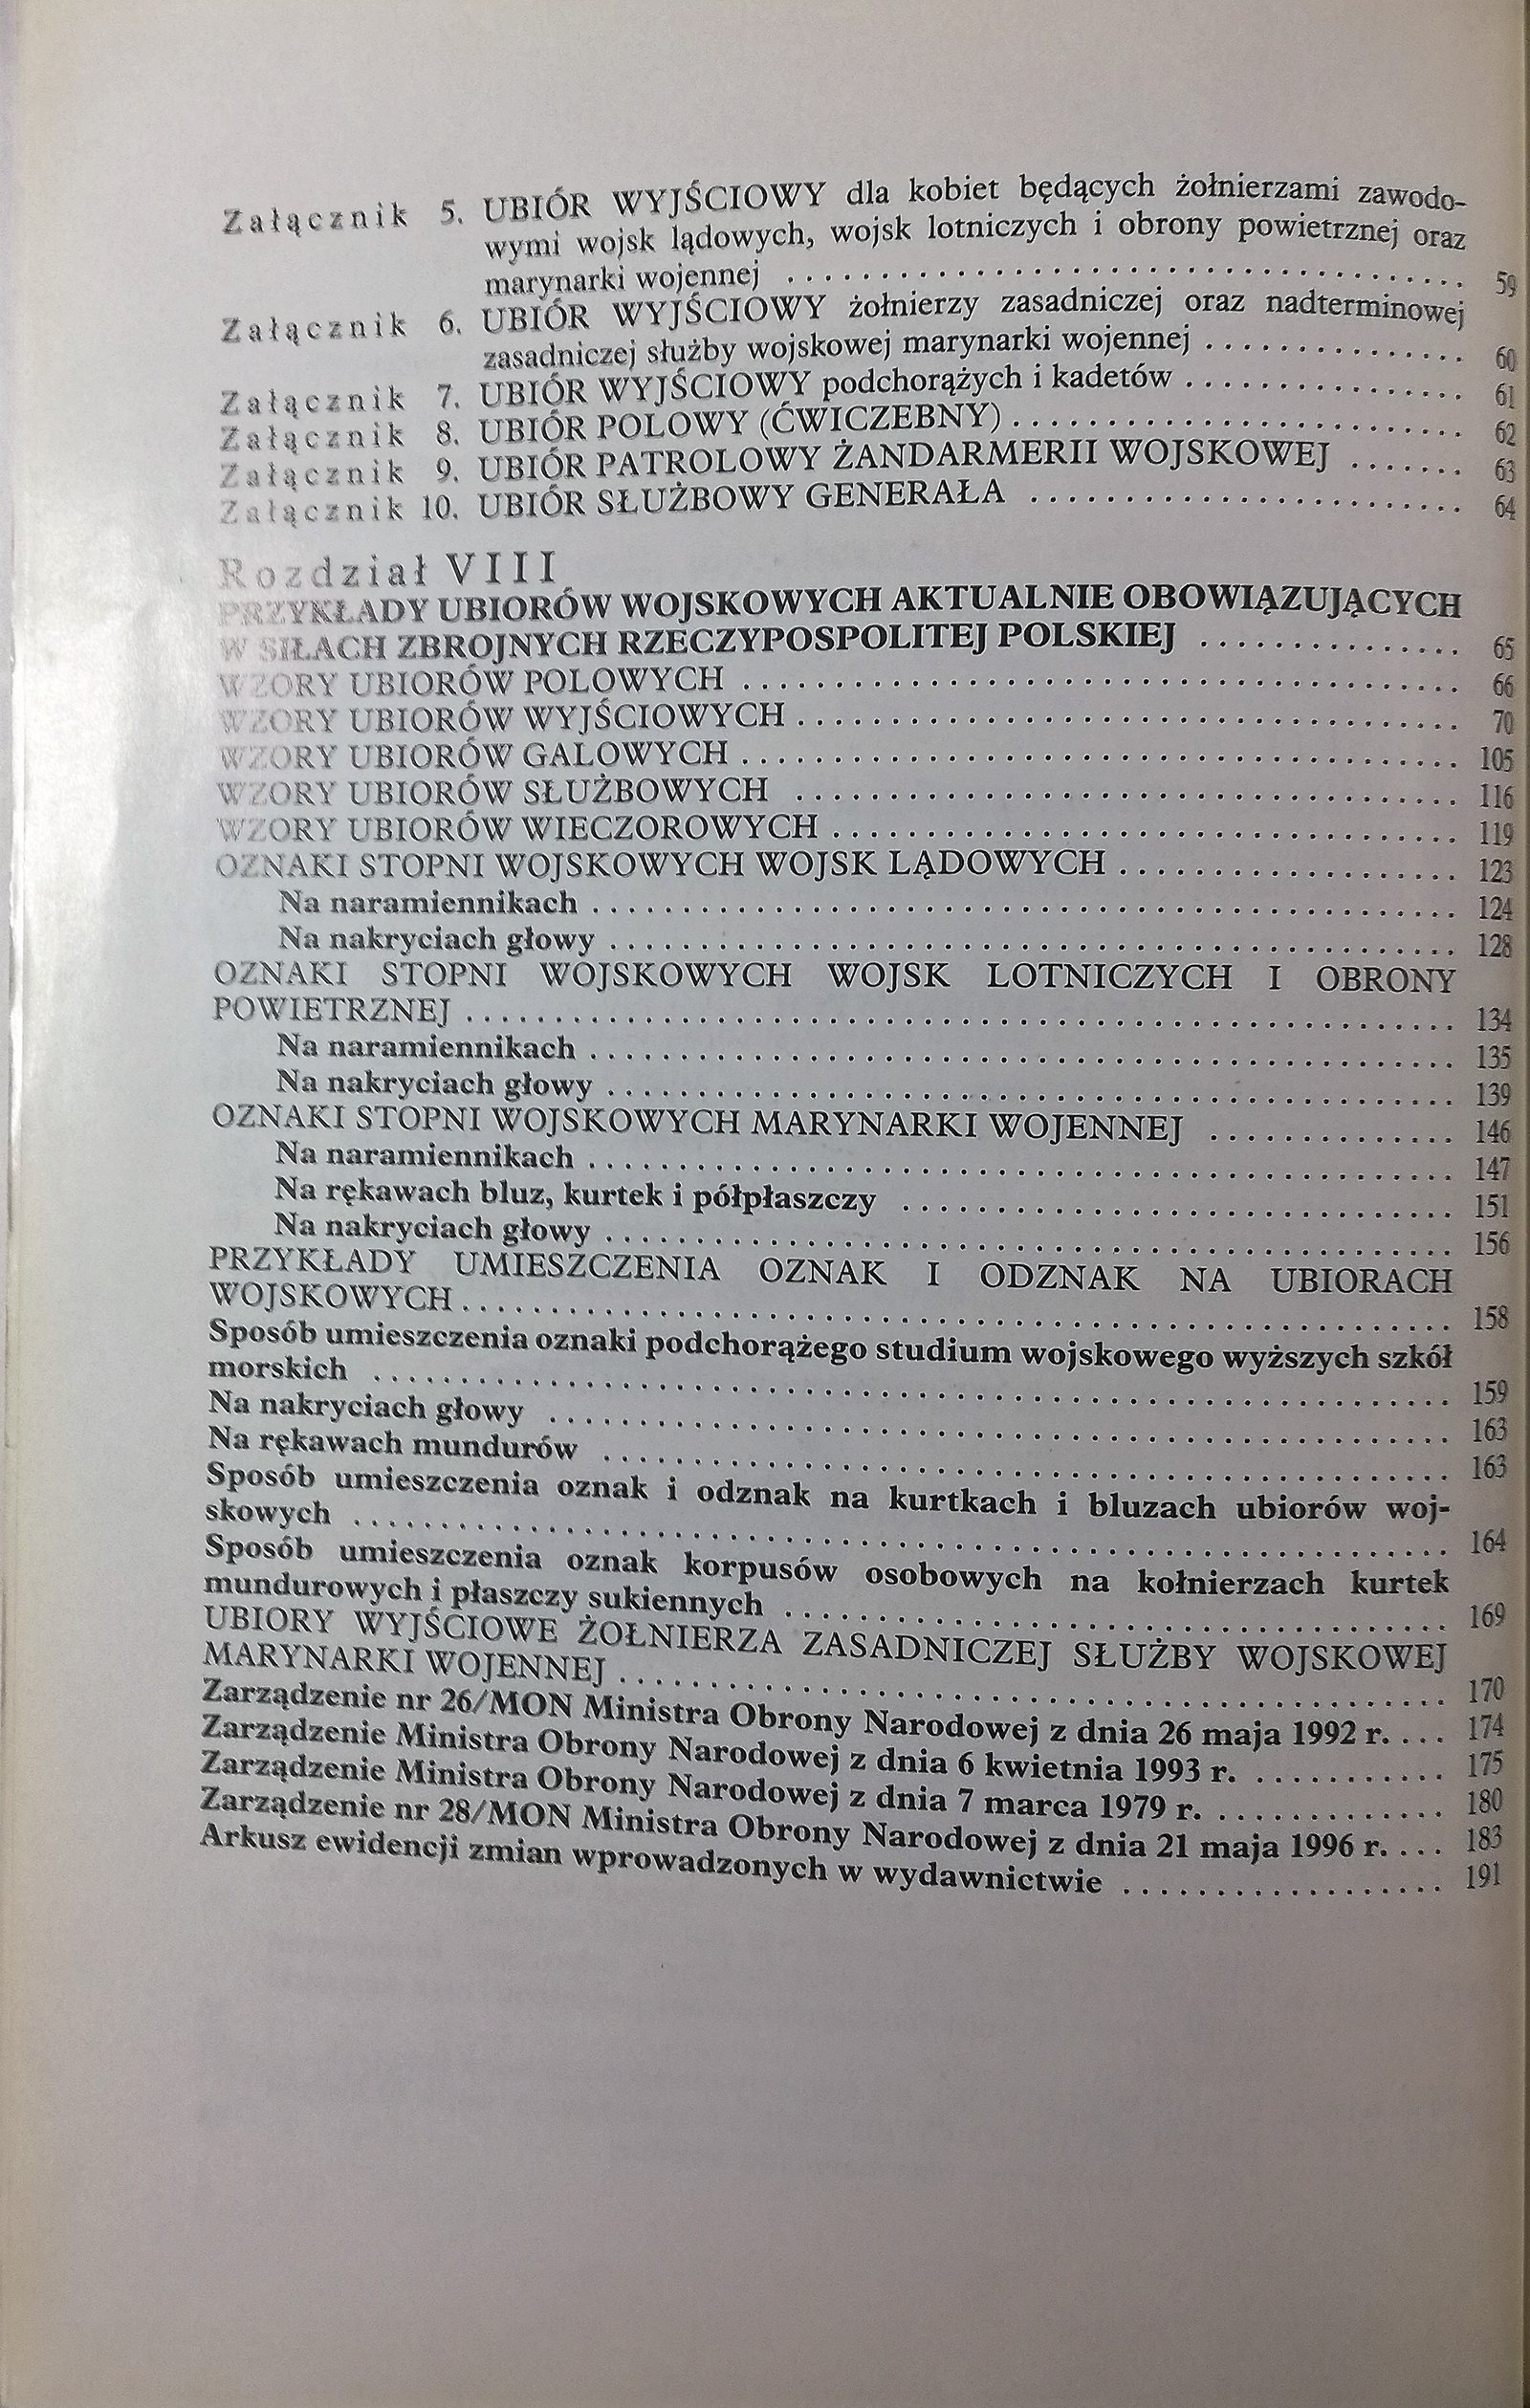 Załącznik 5. UBIÓR WYJŚCIOWY dla kobiet będących żołnierzami zawodo-
wymi wojsk lądowych, wojsk lotniczych i obrony powietrznej oraz
marynarki wojennej . . . . . . . . . . . . . . . . . . . . 59
Załącznik 6. UBIÓR WYJŚCIOWY żołnierzy zasadniczej oraz nadterminowej
zasadniczej służby wojskowej marynarki wojennej . . . . . . . . . . 60
Załącznik 7. UBIÓR WYJŚCIOWY podchorążych i kadetów . . . . . . . . . . 61
Załącznik 8. UBIÓR POLOWY (ĆWICZEBNY) . . . . . . . . . . 62
Załącznik 9. UBIÓR PATROLOWY ŻANDARMERII WOJSKOWEJ . . . . . . . 63
Załącznik 10. UBIÓR SŁUŻBOWY GENERAŁA . . . . . . . . . . 64
Rozdział VIII
PRZYKŁADY UBIORÓW WOJSKOWYCH AKTUALNIE OBOWIĄZUJĄCYCH
W SIŁACH ZBROJNYCH RZECZYPOSPOLITEJ POLSKIEJ . . . . . . . . . . 65
WZORY UBIORÓW POLOWYCH . . . . . . . . . . 66
WZORY UBIORÓW WYJŚCIOWYCH . . . . . . . . . . 70
WZORY UBIORÓW GALOWYCH . . . . . . . . . . 105
WZORY UBIORÓW SŁUŻBOWYCH . . . . . . . . . . 116
WZORY UBIORÓW WIECZOROWYCH . . . . . . . . . . 119
OZNAKI STOPNI WOJSKOWYCH WOJSK LĄDOWYCH . . . . . . . . . . 123
Na naramiennikach . . . . . . . . . . 124
Na nakryciach głowy . . . . . . . . . . 128
OZNAKI STOPNI WOJSKOWYCH WOJSK LOTNICZYCH I OBRONY
POWIETRZNEJ . . . . . . . . . . 134
Na naramiennikach . . . . . . . . . . 135
Na nakryciach głowy . . . . . . . . . . 139
OZNAKI STOPNI WOJSKOWYCH MARYNARKI WOJENNEJ . . . . . . . . . . 146
Na naramiennikach . . . . . . . . . . 147
Na rękawach bluz, kurtek i półpłaszczy . . . . . . . . . . 151
Na nakryciach głowy . . . . . . . . . . 156
PRZYKŁADY UMIESZCZENIA OZNAK I ODZNAK NA UBIORACH
WOJSKOWYCH . . . . . . . . . . 158
Sposób umieszczenia oznaki podchorążego studium wojskowego wyższych szkół
morskich . . . . . . . . . . 159
Na nakryciach głowy . . . . . . . . . . 163
Na rękawach mundurów . . . . . . . . . . 163
Sposób umieszczenia oznak i odznak na kurtkach i bluzach ubiorów woj-
skowych . . . . . . . . . . 164
Sposób umieszczenia oznak korpusów osobowych na kołnierzach kurtek
mundurowych i płaszczy sukiennych . . . . . . . . . . 169
UBIORY WYJŚCIOWE ŻOŁNIERZA ZASADNICZEJ SŁUŻBY WOJSKOWEJ
MARYNARKI WOJENNEJ . . . . . . . . . . 170
Zarządzenie nr 26/MON Ministra Obrony Narodowej z dnia 26 maja 1992 r. . . . 174
Zarządzenie Ministra Obrony Narodowej z dnia 6 kwietnia 1993 r. . . . . . . . . . . 175
Zarządzenie Ministra Obrony Narodowej z dnia 7 marca 1979 r. . . . . . . . . . . 180
Zarządzenie nr 28/MON Ministra Obrony Narodowej z dnia 21 maja 1996 r. . . . 183
Arkusz ewidencji zmian wprowadzonych w wydawnictwie . . . . . . . . . . 191